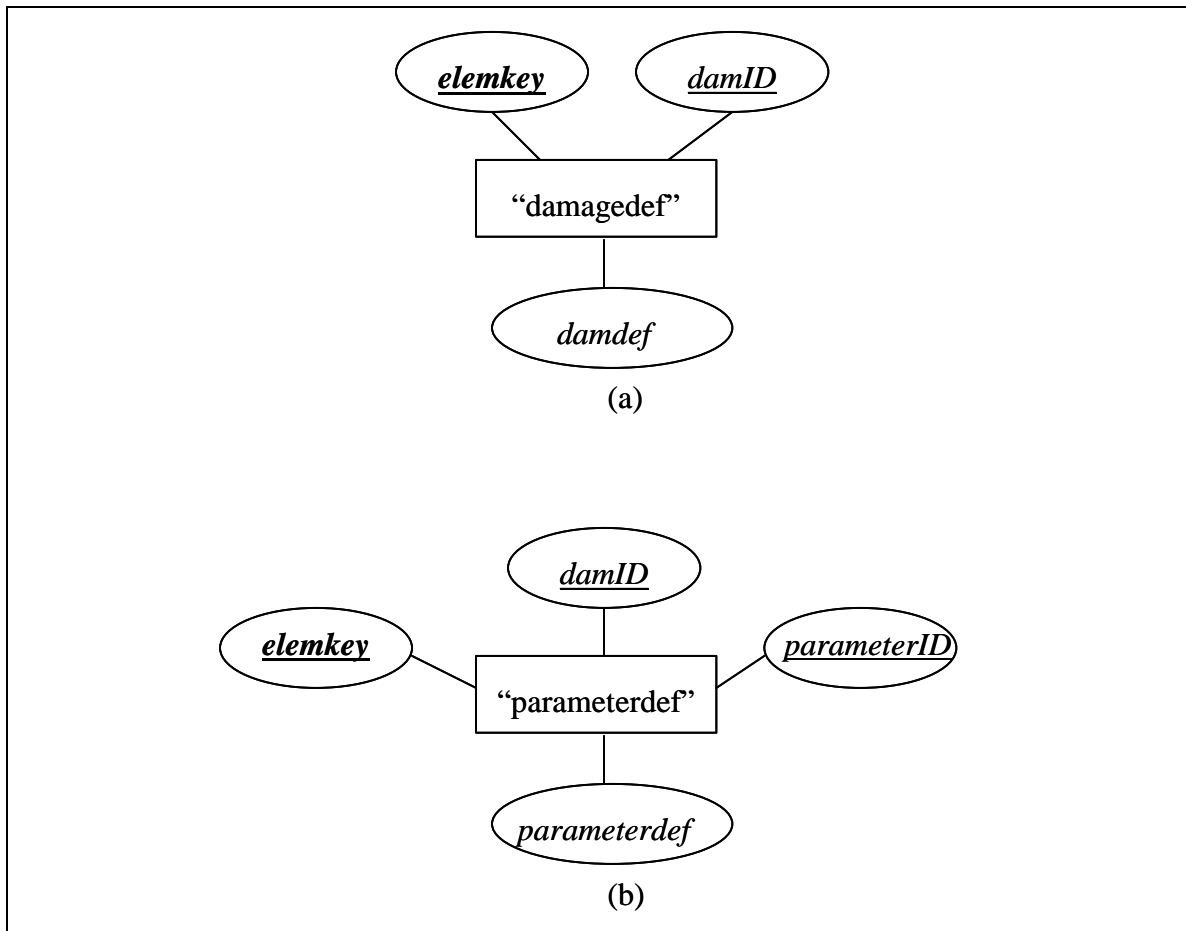 elemkey damID
“damagedef”
damdef
(a)
damID
elemkey parameterID
“parameterdef”
parameterdef
(b)